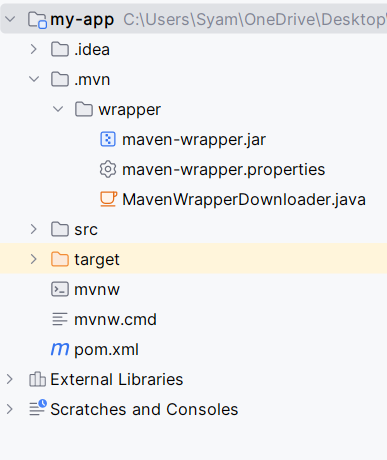 my-app C:\Users\Syam\OneDrive\Desktop\
.idea
.mvn
wrapper
maven-wrapper.jar
maven-wrapper.properties
MavenWrapperDownloader.java
src
target
mvnw
mvnw.cmd
pom.xml
External Libraries
Scratches and Consoles